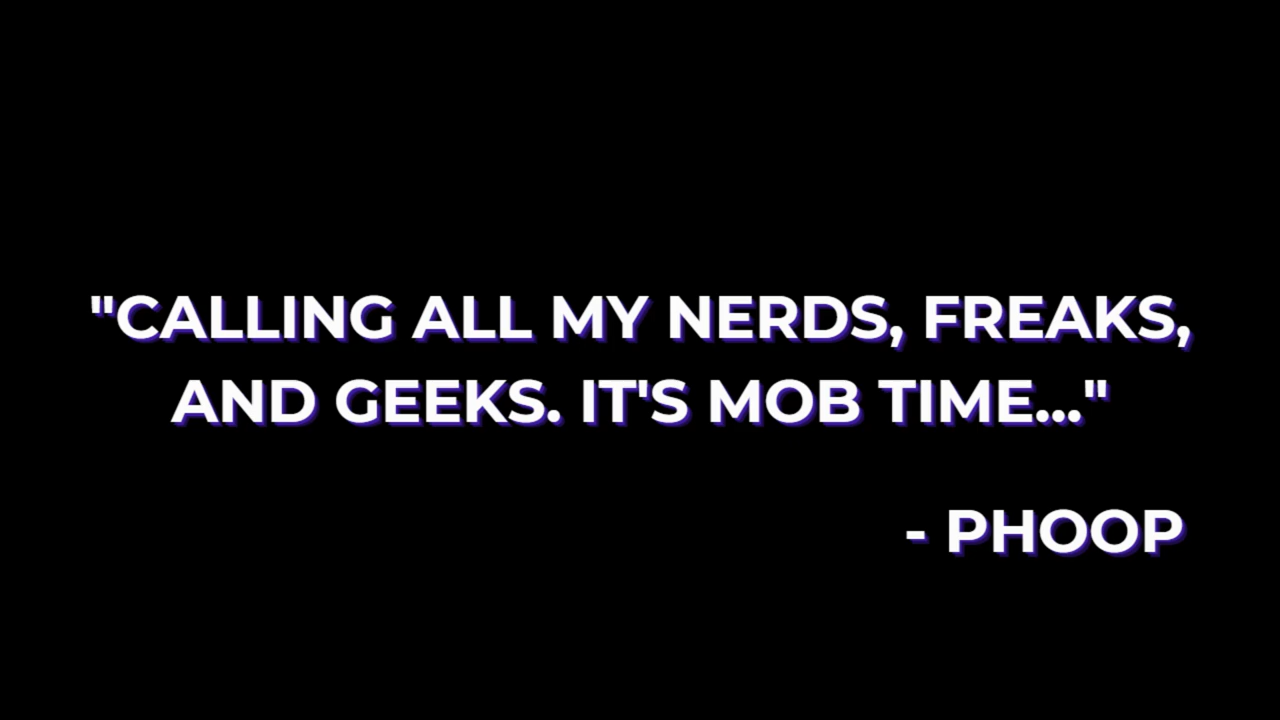 "CALLING ALL MY NERDS, FREAKS,
AND GEEKS. IT'S MOB TIME..."
- PHOOP